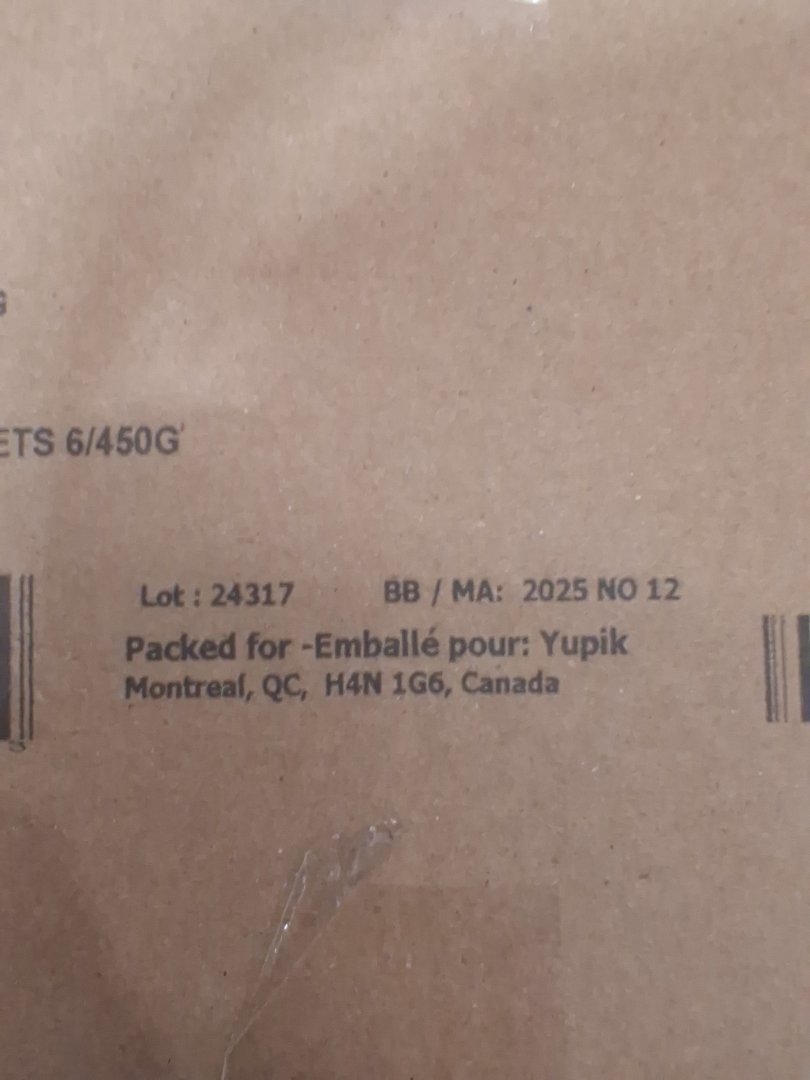 ETS 6/450G
Lot : 24317 BB / MA: 2025 NO 12
Packed for -Emballé pour: Yupik
Montreal, QC, H4N 1G6, Canada